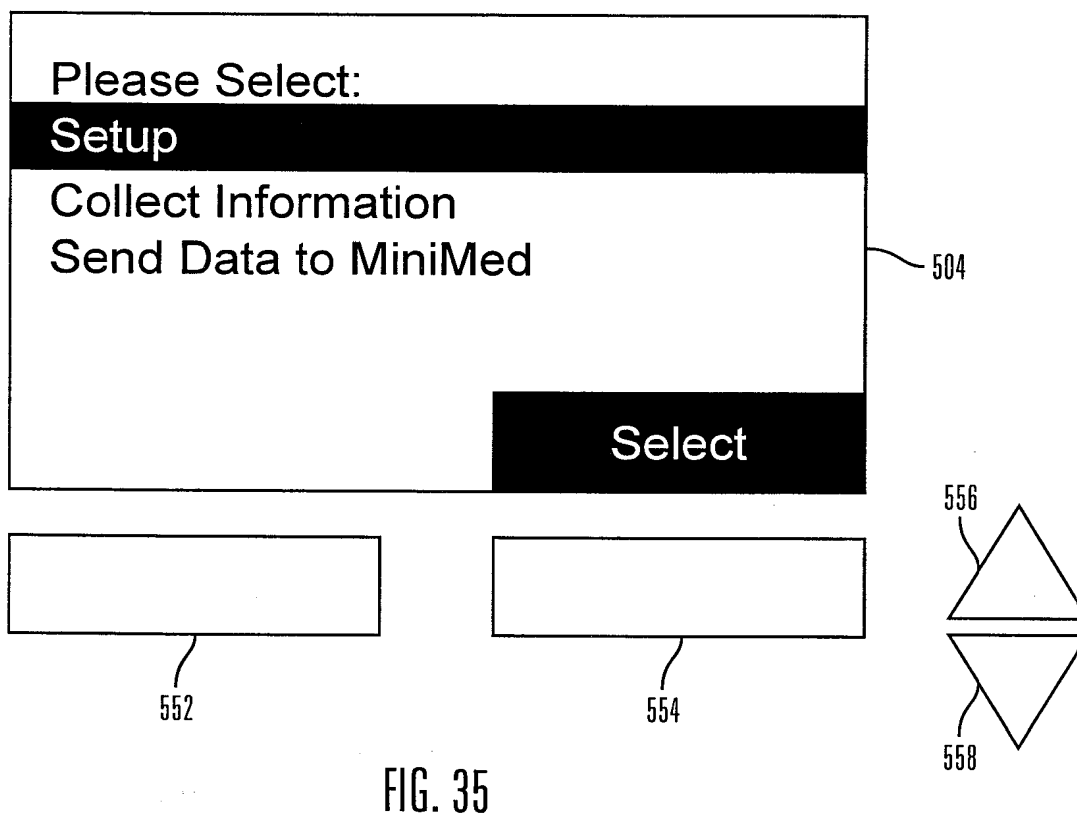 Please Select:
Setup
Collect Information
Send Data to MiniMed
504
Select
556
552
554
558
FIG. 35